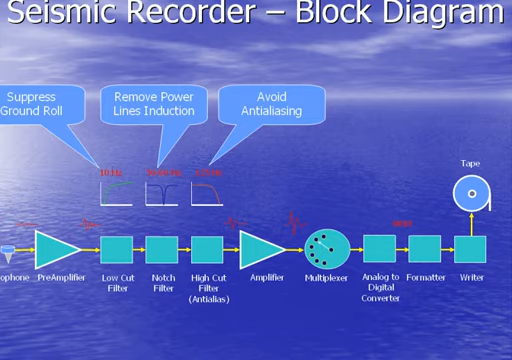 Seismic Recorder – Block Diagram
Suppress
Ground Roll
Remove Power
Lines Induction
Avoid
Antialiasing
Tape
ophone
PreAmplifier
Low Cut
Filter
Notch
Filter
High Cut
Filter
(Antialias)
Amplifier
Multiplexer
Analog to
Digital
Converter
Formatter
Writer